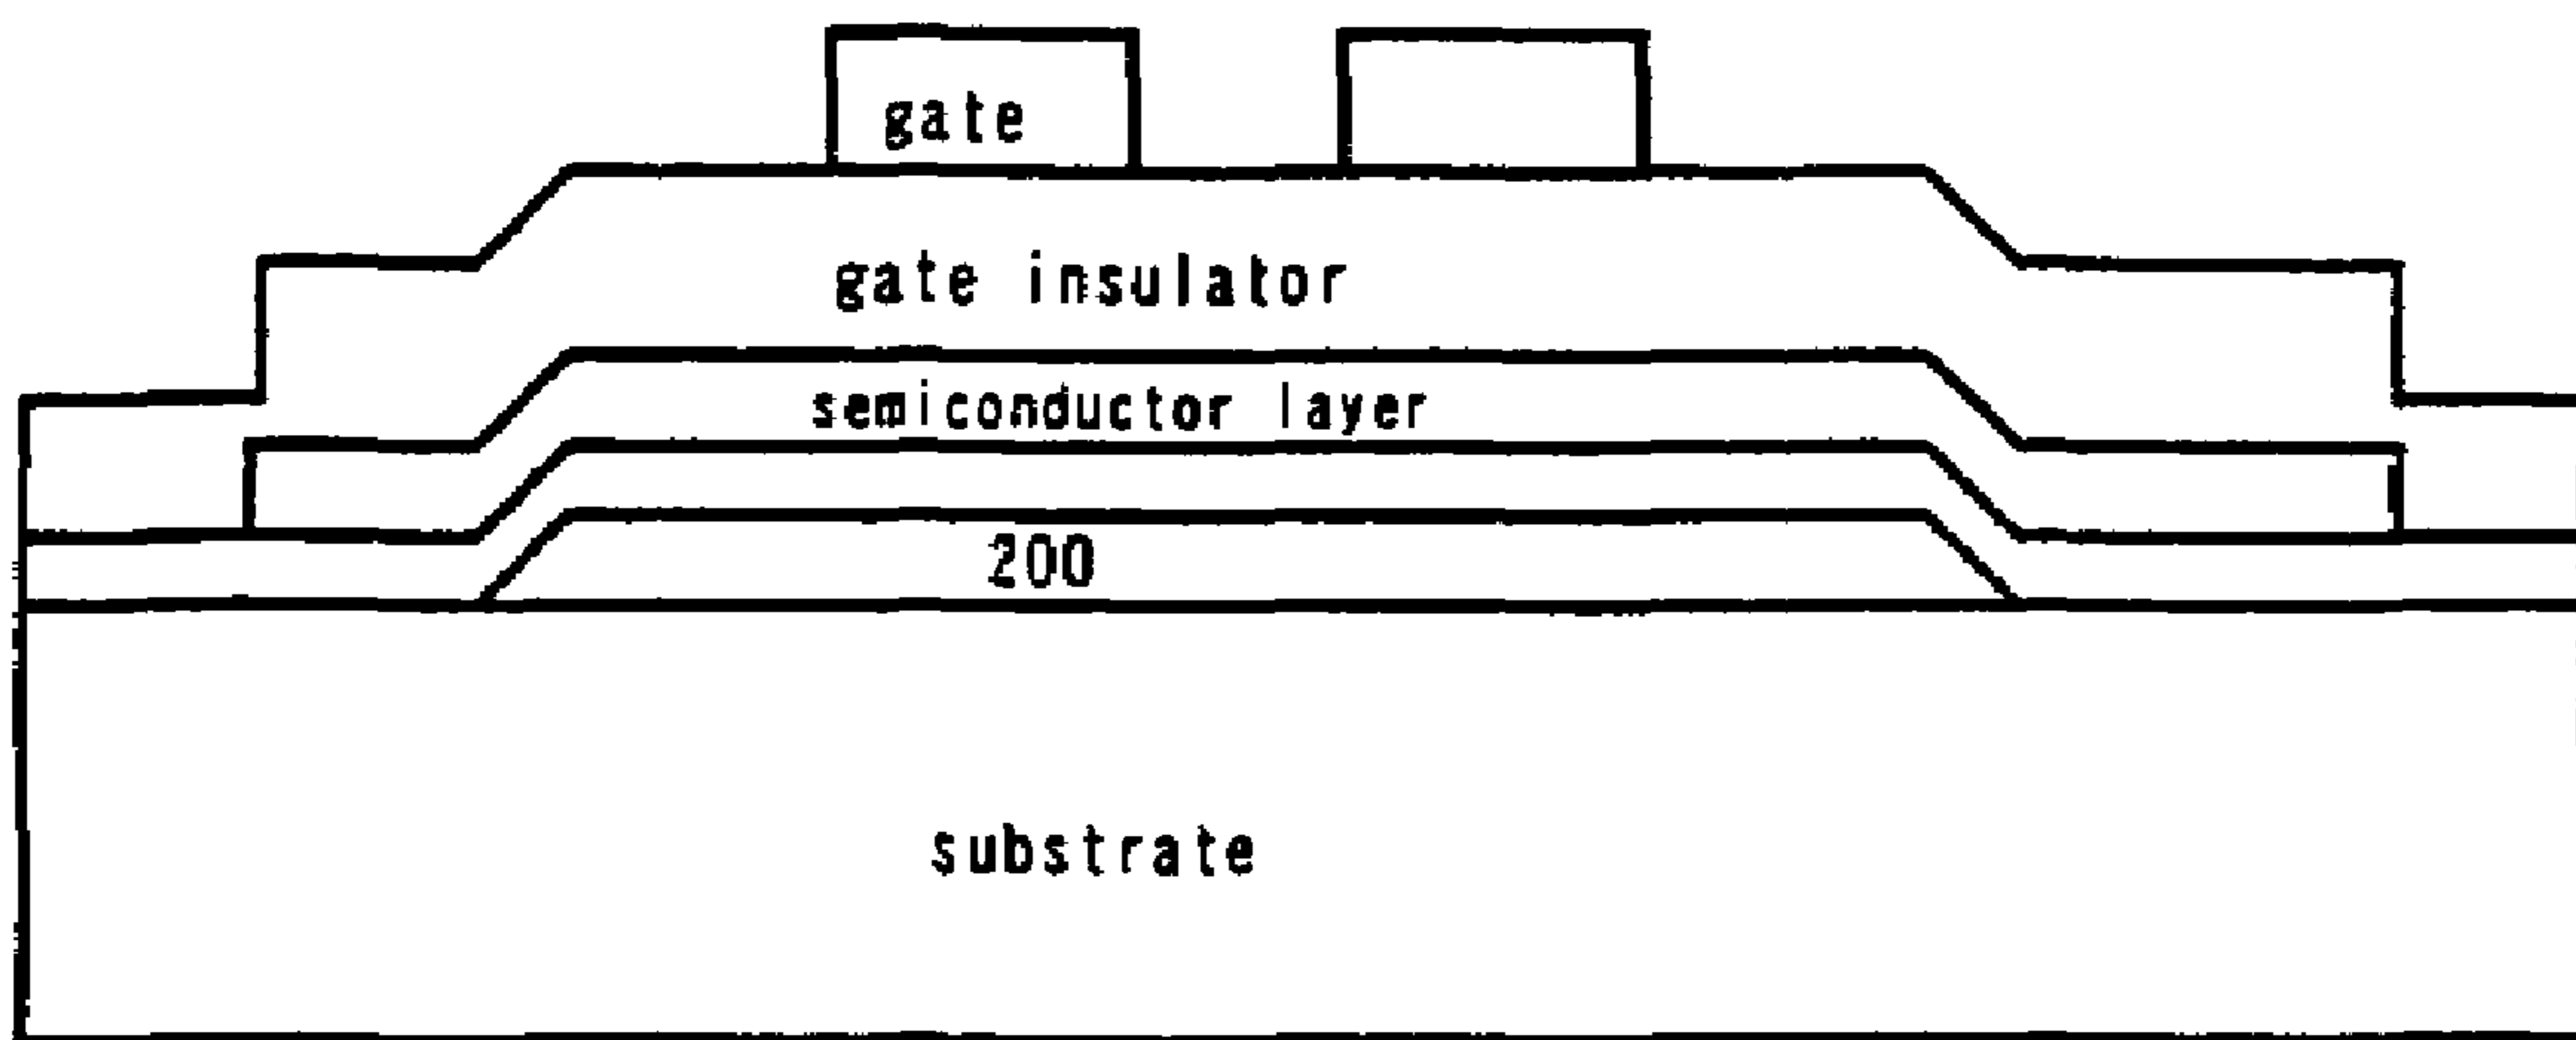 gate
gate insulator
semiconductor layer
200
substrate